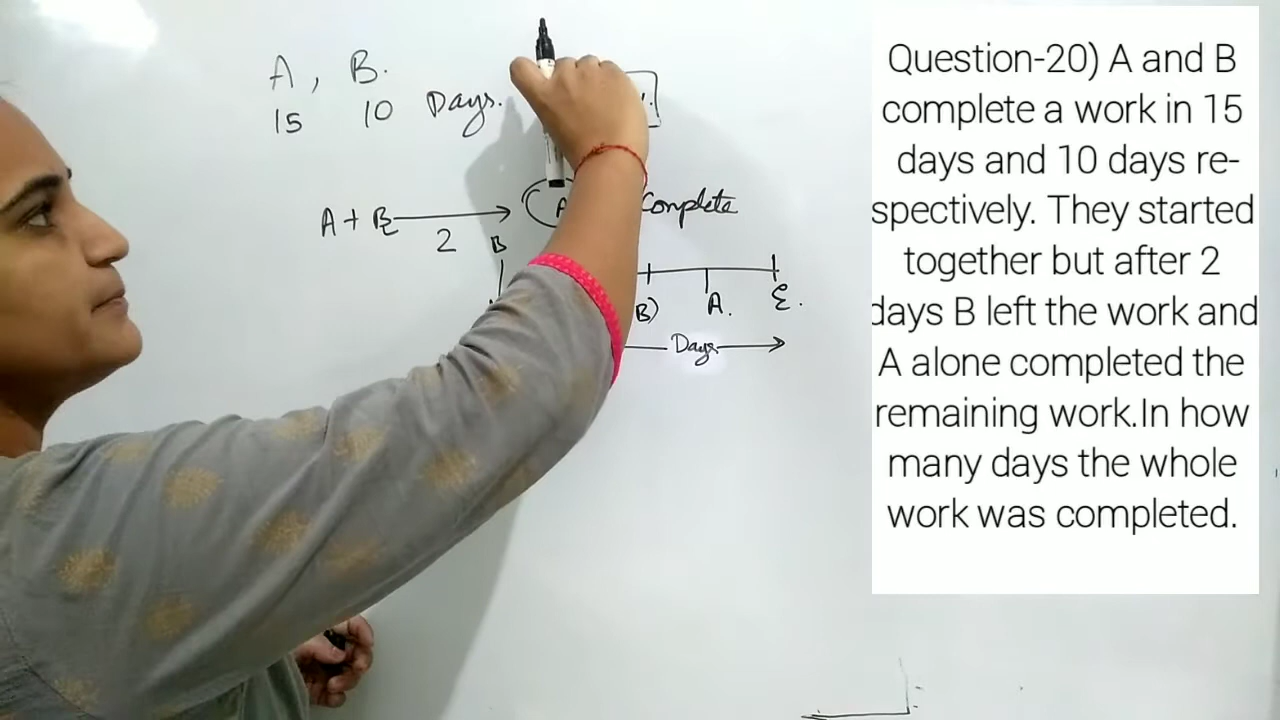 A, B.
15 10 Days.
A + B 2 Complete
B
B) A. E.
Days
Question-20) A and B
complete a work in 15
days and 10 days re-
spectively. They started
together but after 2
days B left the work and
A alone completed the
remaining work.In how
many days the whole
work was completed.